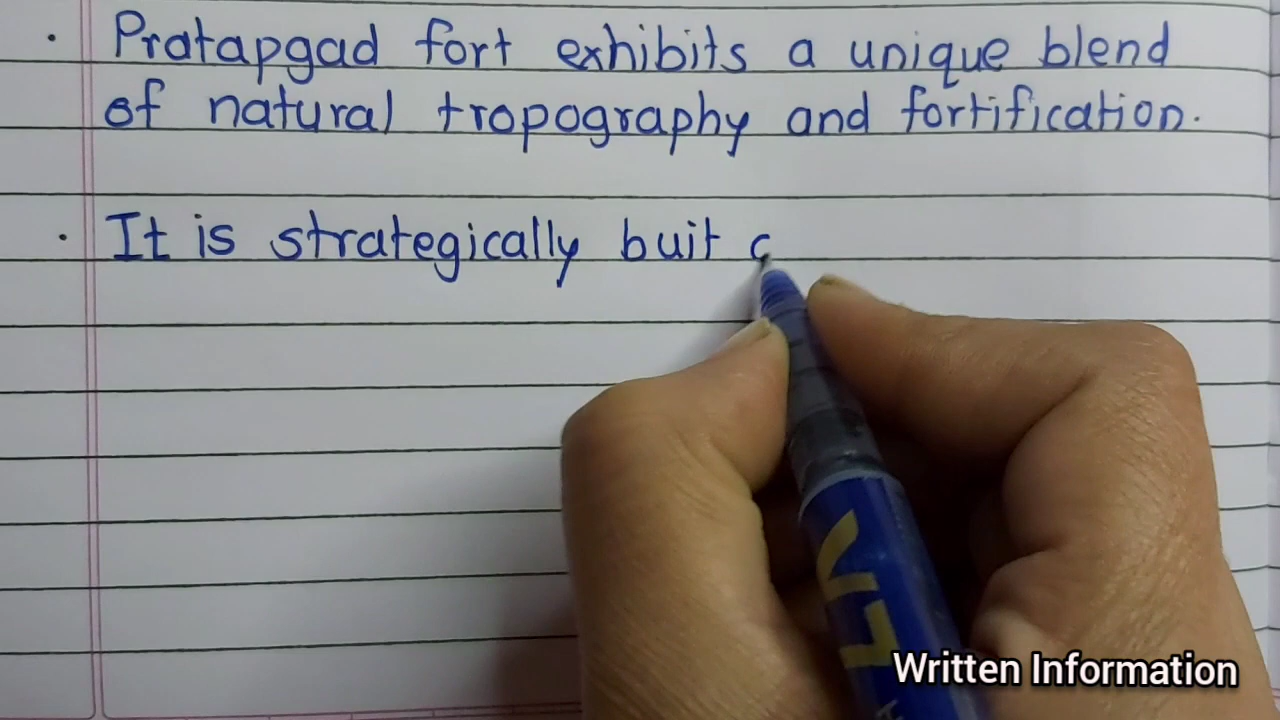 · Pratapgad fort exhibits a unique blend
of natural tropography and fortification.
· It is strategically buit
Written Information